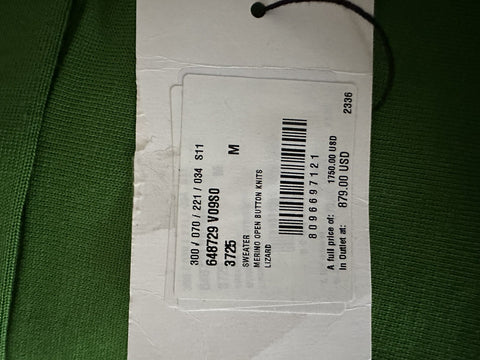 300 / 070 / 221 / 034 S11
648729 V09S0
3725 M
SWEATER
MERINO OPEN BUTTON KNITS
LIZARD
8096697121
A full price of: 1750.00 USD
In Outlet at: 879.00 USD
2336